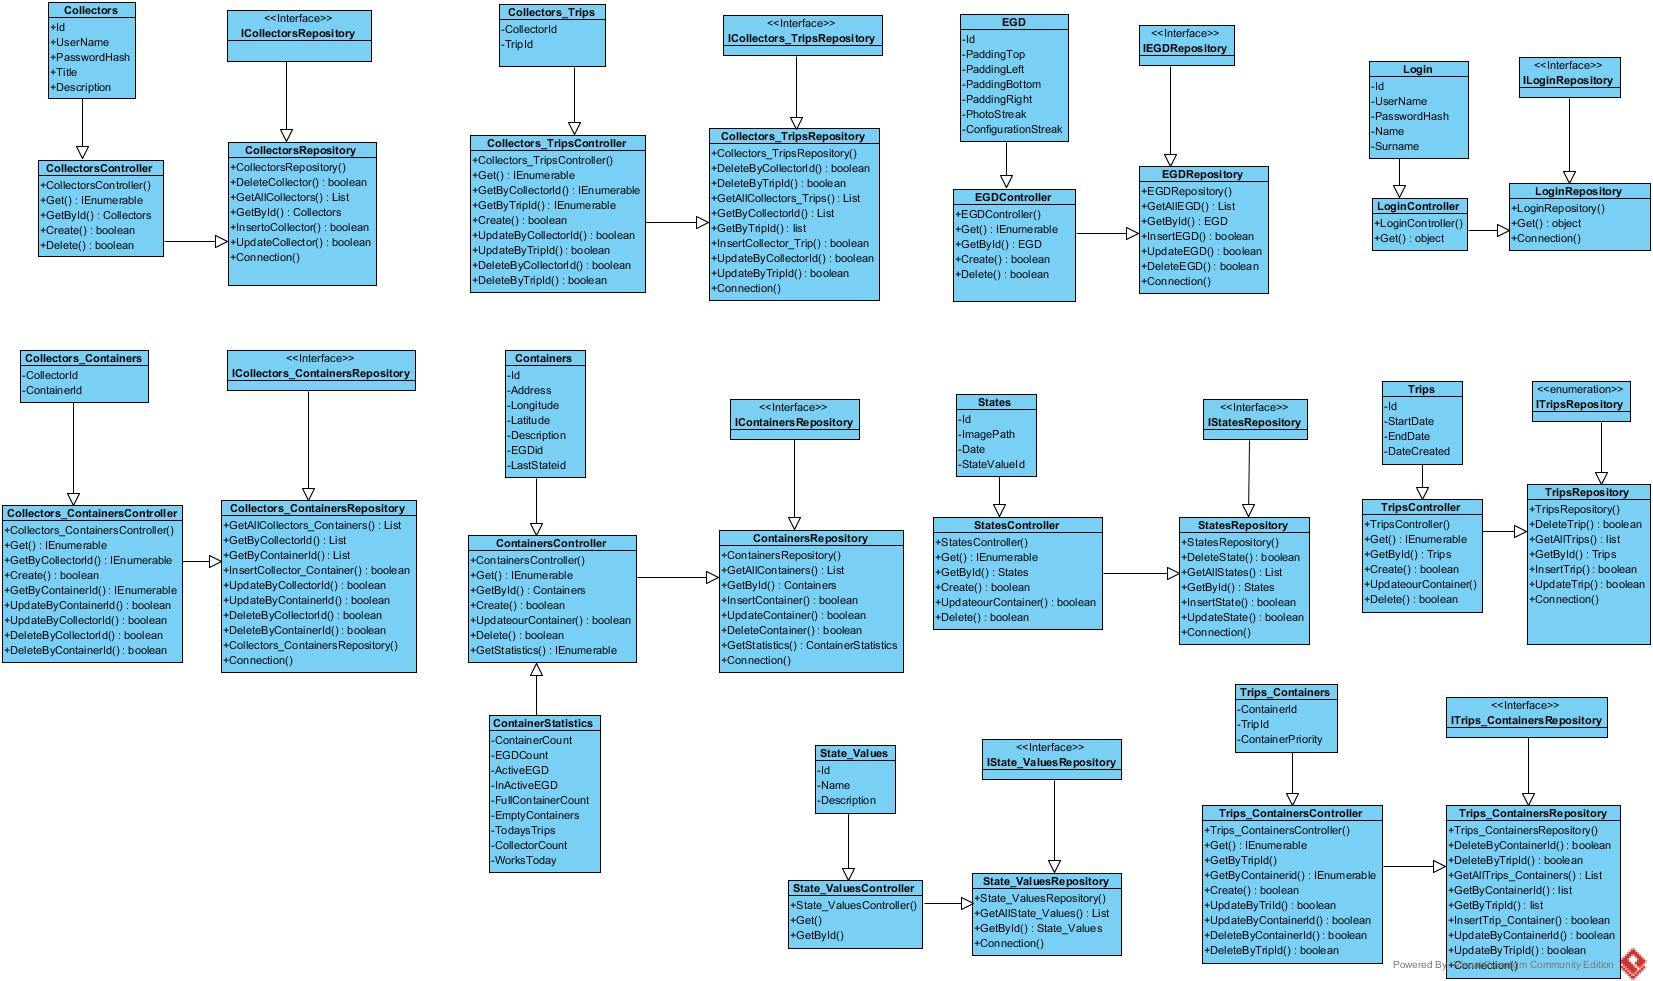 Collectors
+Id
+UserName
+PasswordHash
+Title
+Description
<<Interface>>
ICollectorsRepository
CollectorsController
+CollectorsController()
+Get() : IEnumerable
+GetById() : Collectors
+Create() : boolean
+Delete() : boolean
CollectorsRepository
+CollectorsRepository()
+DeleteCollector() : boolean
+GetAllCollectors() : List
+GetById() : Collectors
+InsertoCollector() : boolean
+UpdateCollector() : boolean
+Connection()
Collectors_Trips
-CollectorId
-TripId
<<Interface>>
ICollectors_TripsRepository
Collectors_TripsController
+Collectors_TripsController()
+Get() : IEnumerable
+GetByCollectorId() : IEnumerable
+GetByTripId() : IEnumerable
+Create() : boolean
+UpdateByCollectorId() : boolean
+UpdateByTripId() : boolean
+DeleteByCollectorId() : boolean
+DeleteByTripId() : boolean
Collectors_TripsRepository
+Collectors_TripsRepository()
+DeleteByCollectorId() : boolean
+DeleteByTripId() : boolean
+GetAllCollectors_Trips() : List
+GetByCollectorId() : List
+GetByTripId() : list
+InsertCollector_Trip() : boolean
+UpdateByCollectorId() : boolean
+UpdateByTripId() : boolean
+Connection()
EGD
-Id
-PaddingTop
-PaddingLeft
-PaddingBottom
-PaddingRight
-PhotoStreak
-ConfigurationStreak
<<Interface>>
IEGDRepository
EGDController
+EGDController()
+Get() : IEnumerable
+GetById() : EGD
+Create() : boolean
+Delete() : boolean
EGDRepository
+EGDRepository()
+GetAllEGD() : List
+GetById() : EGD
+InsertEGD() : boolean
+UpdateEGD() : boolean
+DeleteEGD() : boolean
+Connection()
Login
-Id
-UserName
-PasswordHash
-Name
-Surname
<<Interface>>
ILoginRepository
LoginController
+LoginController()
+Get() : object
LoginRepository
+LoginRepository()
+Get() : object
+Connection()
Collectors_Containers
-CollectorId
-ContainerId
<<Interface>>
ICollectors_ContainersRepository
Collectors_ContainersController
+Collectors_ContainersController()
+Get() : IEnumerable
+GetByCollectorId() : IEnumerable
+Create() : boolean
+GetByContainerId() : IEnumerable
+UpdateByContainerId() : boolean
+UpdateByCollectorId() : boolean
+DeleteByCollectorId() : boolean
+DeleteByContainerId() : boolean
Collectors_ContainersRepository
+GetAllCollectors_Containers() : List
+GetByCollectorId() : List
+GetByContainerId() : List
+InsertCollector_Container() : boolean
+UpdateByCollectorId() : boolean
+UpdateByContainerId() : boolean
+DeleteByCollectorId() : boolean
+DeleteByContainerId() : boolean
+Collectors_ContainersRepository()
+Connection()
Containers
-Id
-Address
-Longitude
-Latitude
-Description
-EGDid
-LastStateid
<<Interface>>
IContainersRepository
ContainersController
+ContainersController()
+Get() : IEnumerable
+GetById() : Containers
+Create() : boolean
+UpdateourContainer() : boolean
+Delete() : boolean
+GetStatistics() : IEnumerable
ContainersRepository
+ContainersRepository()
+GetAllContainers() : List
+GetById() : Containers
+InsertContainer() : boolean
+UpdateContainer() : boolean
+DeleteContainer() : boolean
+GetStatistics() : ContainerStatistics
+Connection()
ContainerStatistics
-ContainerCount
-EGDCount
-ActiveEGD
-InActiveEGD
-FullContainerCount
-EmptyContainers
-TodaysTrips
-CollectorCount
-WorksToday
States
-Id
-ImagePath
-Date
-StateValueId
<<Interface>>
IStatesRepository
StatesController
+StatesController()
+Get() : IEnumerable
+GetById() : States
+Create() : boolean
+UpdateourContainer() : boolean
+Delete() : boolean
StatesRepository
+StatesRepository()
+DeleteState() : boolean
+GetAllStates() : List
+GetById() : States
+InsertState() : boolean
+UpdateState() : boolean
+Connection()
Trips
-Id
-StartDate
-EndDate
-DateCreated
<<enumeration>>
ITripsRepository
TripsController
+TripsController()
+Get() : IEnumerable
+GetById() : Trips
+Create() : boolean
+UpdateourContainer()
+Delete() : boolean
TripsRepository
+TripsRepository()
+DeleteTrip() : boolean
+GetAllTrips() : list
+GetById() : Trips
+InsertTrip() : boolean
+UpdateTrip() : boolean
+Connection()
State_Values
-Id
-Name
-Description
<<Interface>>
IState_ValuesRepository
State_ValuesController
+State_ValuesController()
+Get()
+GetById()
State_ValuesRepository
+State_ValuesRepository()
+GetAllState_Values() : List
+GetById() : State_Values
+Connection()
Trips_Containers
-ContainerId
-TripId
-ContainerPriority
<<Interface>>
ITrips_ContainersRepository
Trips_ContainersController
+Trips_ContainersController()
+Get() : IEnumerable
+GetByTripId()
+GetByContainerid() : IEnumerable
+Create() : boolean
+UpdateByTriId() : boolean
+UpdateByContainerId() : boolean
+DeleteByContainerId() : boolean
+DeleteByTripId() : boolean
Trips_ContainersRepository
+Trips_ContainersRepository()
+DeleteByContainerId() : boolean
+DeleteByTripId() : boolean
+GetAllTrips_Containers() : List
+GetByContainerId() : list
+GetByTripId() : list
+InsertTrip_Container() : boolean
+UpdateByContainerId() : boolean
+UpdateByTripId() : boolean
+Connection()
Powered By Community Edition